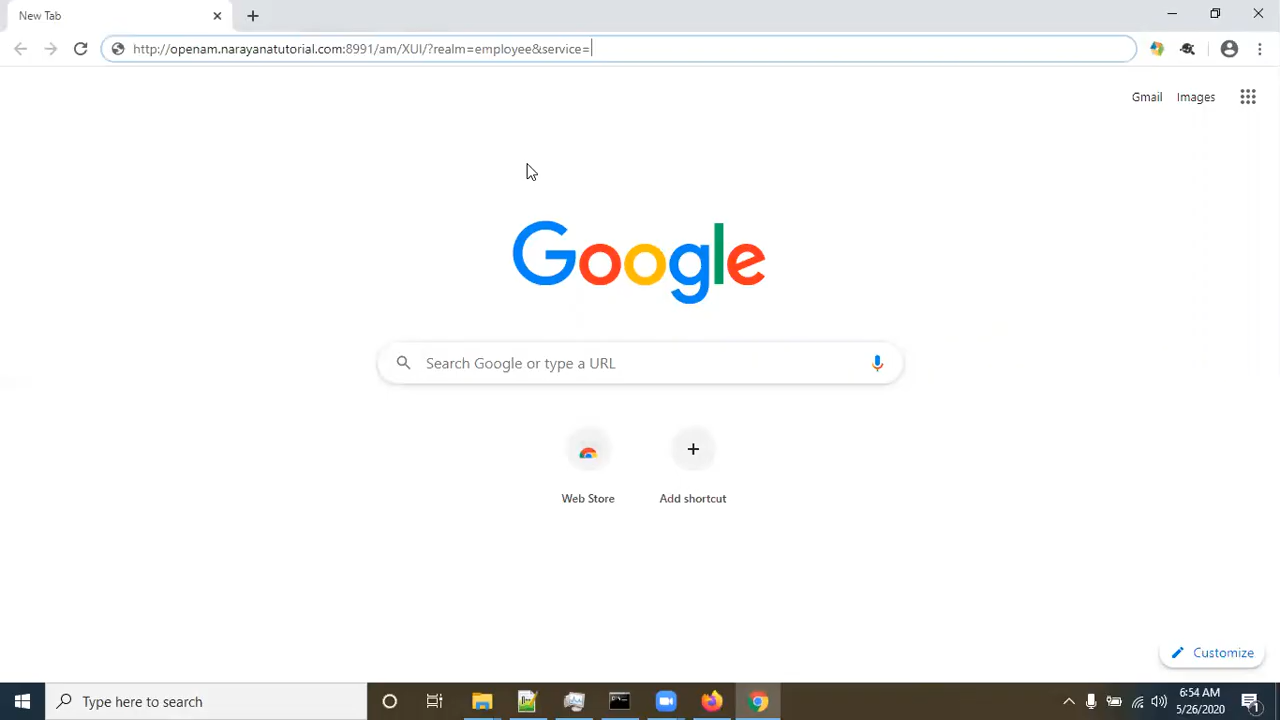 New Tab
http://openam.narayanatutorial.com:8991/am/XUI/?realm=employee&service=
Gmail Images
Google
Search Google or type a URL
Web Store Add shortcut
Customize
Type here to search
6:54 AM
5/26/2020
1